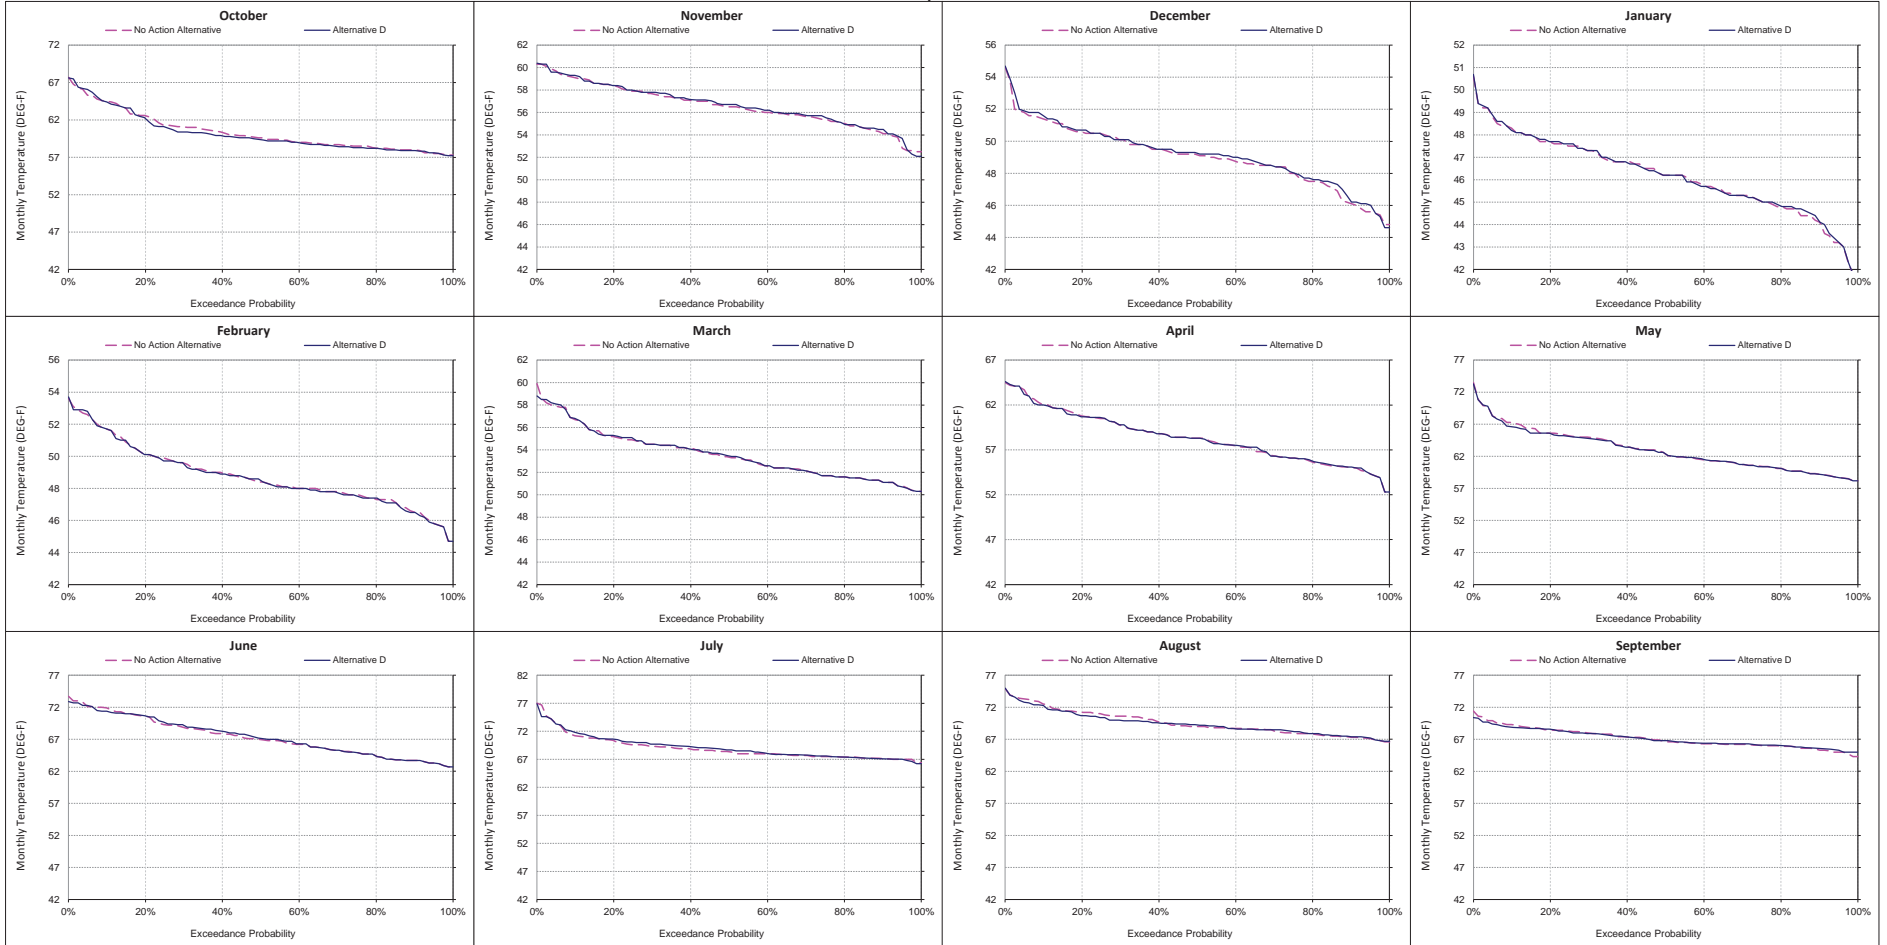 October
No Action Alternative Alternative D
72
67
62
57
52
47
42
0% 20% 40% 60% 80% 100%
Monthly Temperature (DEG-F)
Exceedance Probability
November
No Action Alternative Alternative D
62
60
58
56
54
52
50
48
46
44
42
0% 20% 40% 60% 80% 100%
Monthly Temperature (DEG-F)
Exceedance Probability
December
No Action Alternative Alternative D
56
54
52
50
48
46
44
42
0% 20% 40% 60% 80% 100%
Monthly Temperature (DEG-F)
Exceedance Probability
January
No Action Alternative Alternative D
52
51
50
49
48
47
46
45
44
43
42
0% 20% 40% 60% 80% 100%
Monthly Temperature (DEG-F)
Exceedance Probability
February
No Action Alternative Alternative D
56
54
52
50
48
46
44
42
0% 20% 40% 60% 80% 100%
Monthly Temperature (DEG-F)
Exceedance Probability
March
No Action Alternative Alternative D
62
60
58
56
54
52
50
48
46
44
42
0% 20% 40% 60% 80% 100%
Monthly Temperature (DEG-F)
Exceedance Probability
April
No Action Alternative Alternative D
67
62
57
52
47
42
0% 20% 40% 60% 80% 100%
Monthly Temperature (DEG-F)
Exceedance Probability
May
No Action Alternative Alternative D
77
72
67
62
57
52
47
42
0% 20% 40% 60% 80% 100%
Monthly Temperature (DEG-F)
Exceedance Probability
June
No Action Alternative Alternative D
77
72
67
62
57
52
47
42
0% 20% 40% 60% 80% 100%
Monthly Temperature (DEG-F)
Exceedance Probability
July
No Action Alternative Alternative D
82
77
72
67
62
57
52
47
42
0% 20% 40% 60% 80% 100%
Monthly Temperature (DEG-F)
Exceedance Probability
August
No Action Alternative Alternative D
77
72
67
62
57
52
47
42
0% 20% 40% 60% 80% 100%
Monthly Temperature (DEG-F)
Exceedance Probability
September
No Action Alternative Alternative D
77
72
67
62
57
52
47
42
0% 20% 40% 60% 80% 100%
Monthly Temperature (DEG-F)
Exceedance Probability